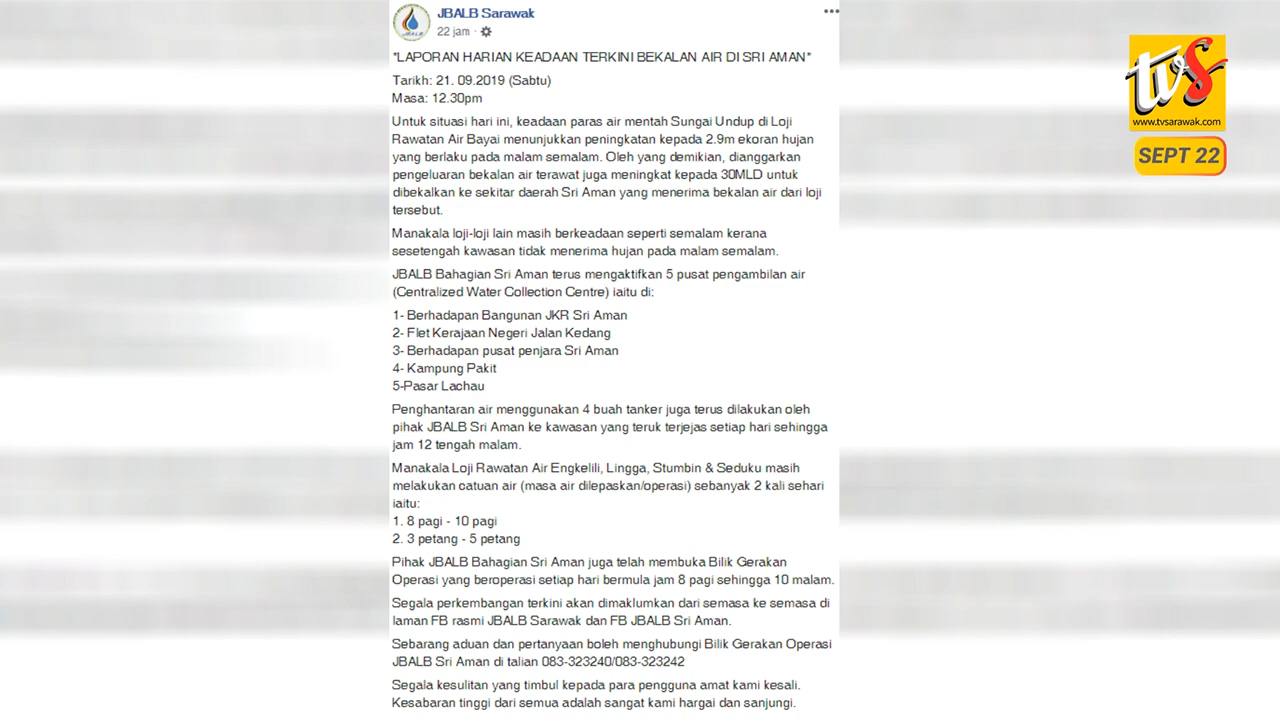 JBALB Sarawak
22 jam
*LAPORAN HARIAN KEADAAN TERKINI BEKALAN AIR DI SRI AMAN*
Tarikh: 21. 09.2019 (Sabtu)
Masa: 12.30pm
Untuk situasi hari ini, keadaan paras air mentah Sungai Undup di Loji
Rawatan Air Bayai menunjukkan peningkatan kepada 2.9m ekoran hujan
yang berlaku pada malam semalam. Oleh yang demikian, dianggarkan
pengeluaran bekalan air terawat juga meningkat kepada 30MLD untuk
dibekalkan ke sekitar daerah Sri Aman yang menerima bekalan air dari loji
tersebut.
Manakala loji-loji lain masih berkeadaan seperti semalam kerana
sesetengah kawasan tidak menerima hujan pada malam semalam.
JBALB Bahagian Sri Aman terus mengaktifkan 5 pusat pengambilan air
(Centralized Water Collection Centre) iaitu di:
1- Berhadapan Bangunan JKR Sri Aman
2- Flet Kerajaan Negeri Jalan Kedang
3- Berhadapan pusat penjara Sri Aman
4- Kampung Pakit
5-Pasar Lachau
Penghantaran air menggunakan 4 buah tanker juga terus dilakukan oleh
pihak JBALB Sri Aman ke kawasan yang teruk terjejas setiap hari sehingga
jam 12 tengah malam.
Manakala Loji Rawatan Air Engkelili, Lingga, Stumbin & Seduku masih
melakukan catuan air (masa air dilepaskan/operasi) sebanyak 2 kali sehari
iaitu:
1. 8 pagi - 10 pagi
2. 3 petang - 5 petang
Pihak JBALB Bahagian Sri Aman juga telah membuka Bilik Gerakan
Operasi yang beroperasi setiap hari bermula jam 8 pagi sehingga 10 malam.
Segala perkembangan terkini akan dimaklumkan dari semasa ke semasa di
laman FB rasmi JBALB Sarawak dan FB JBALB Sri Aman.
Sebarang aduan dan pertanyaan boleh menghubungi Bilik Gerakan Operasi
JBALB Sri Aman di talian 083-323240/083-323242
Segala kesulitan yang timbul kepada para pengguna amat kami kesali.
Kesabaran tinggi dari semua adalah sangat kami hargai dan sanjungi.
tvS
www.tvsarawak.com
SEPT 22
JBALB